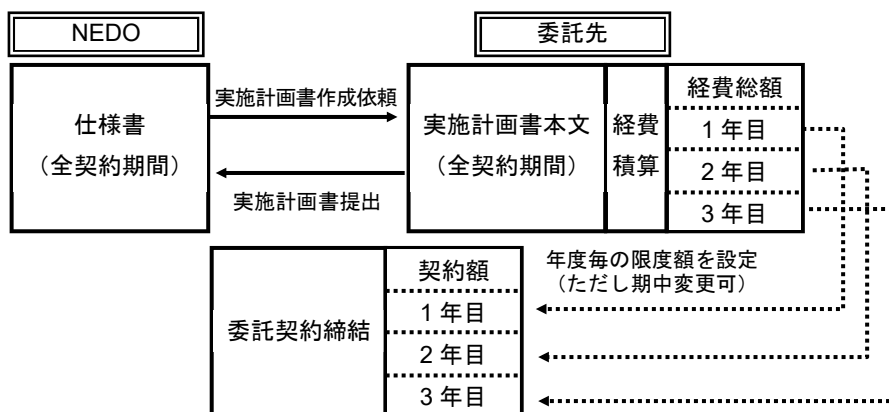 NEDO
委託先
仕様書
（全契約期間）
実施計画書作成依頼
実施計画書提出
実施計画書本文
（全契約期間）
経費
積算
経費総額
1 年目
2 年目
3 年目
委託契約締結
契約額
1 年目
2 年目
3 年目
年度毎の限度額を設定
（ただし期中変更可）